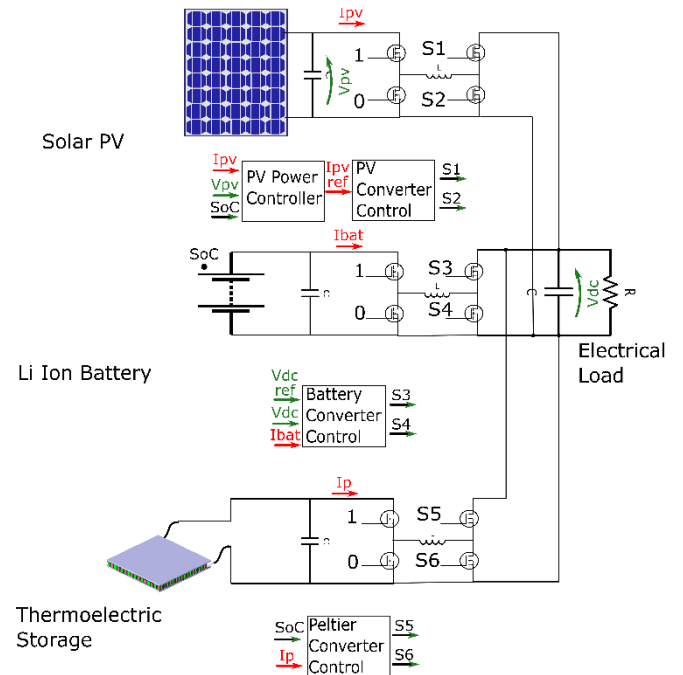 Ipv
1
S1
L
Vpv
0
S2
Solar PV
Ipv
Vpv
SoC
PV Power
Controller
Ipv
ref
PV
Converter
Control
S1
S2
Ibat
SoC
1
S3
L
0
S4
C
Vdc
R
Electrical
Load
Li Ion Battery
Vdc
ref
Vdc
Ibat
Battery
Converter
Control
S3
S4
Ip
1
S5
0
S6
Thermoelectric
Storage
SoC
Ip
Peltier
Converter
Control
S5
S6